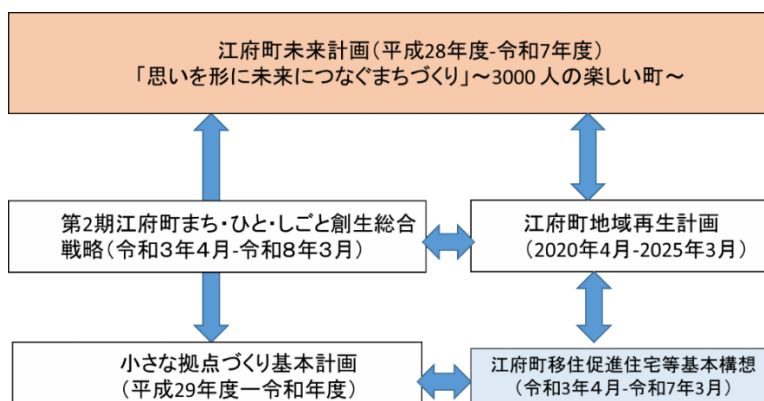 江府町未来計画(平成28年度-令和7年度)
「思いを形に未来につなぐまちづくり」～3000 人の楽しい町～
第2期江府町まち・ひと・しごと創生総合
戦略(令和３年４月-令和８年３月)
江府町地域再生計画
(2020年4月-2025年3月)
小さな拠点づくり基本計画
(平成29年度ー令和年度)
江府町移住促進住宅等基本構想
(令和3年4月-令和7年3月)